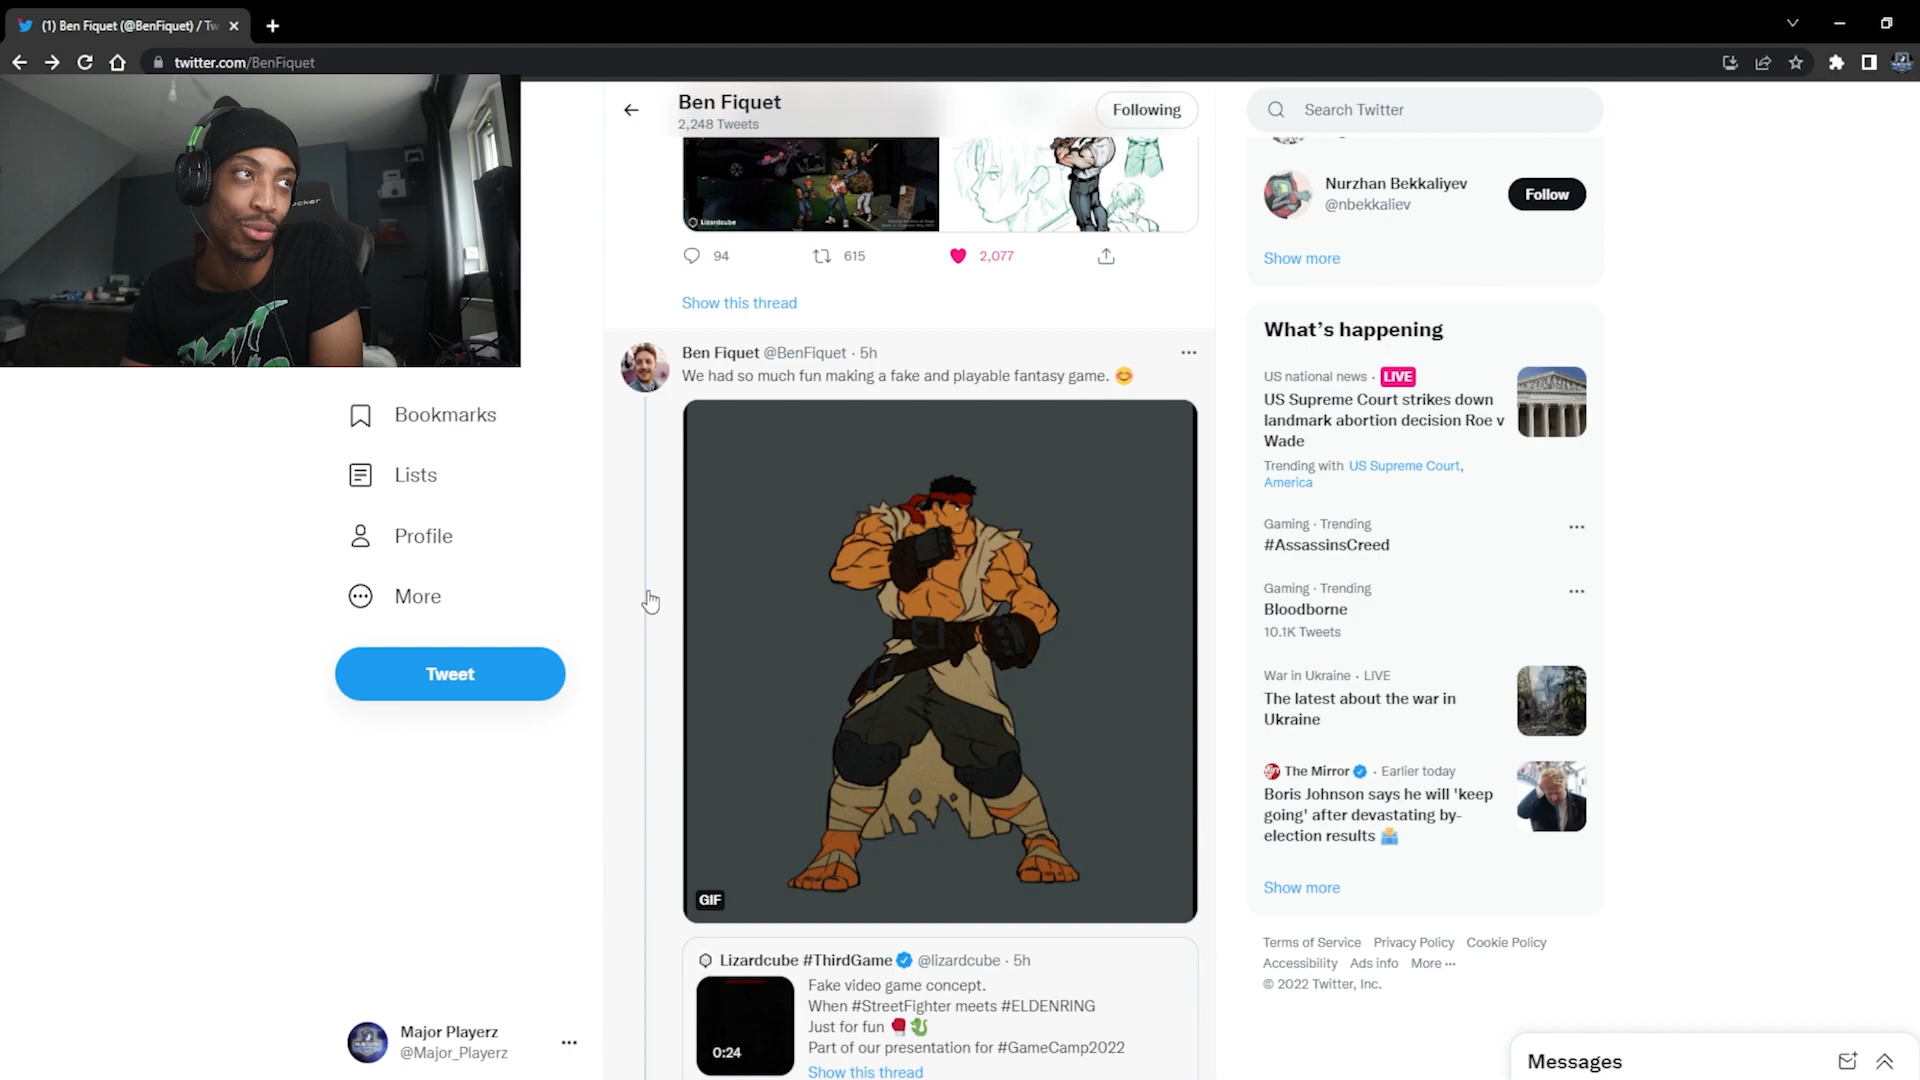 (1) Ben Fiquet (@BenFiquet) / Tw
twitter.com/BenFiquet
Ben Fiquet
2,248 Tweets
Following
Lizardcube
94
615
2,077
Show this thread
Ben Fiquet @BenFiquet · 5h
We had so much fun making a fake and playable fantasy game. 😊
GIF
Lizardcube #ThirdGame @lizardcube · 5h
Fake video game concept.
When #StreetFighter meets #ELDENRING
Just for fun 🥊🐉
Part of our presentation for #GameCamp2022
Show this thread
0:24
Bookmarks
Lists
Profile
More
Tweet
Major Playerz
@Major_Playerz
Search Twitter
Nurzhan Bekkaliyev
@nbekkaliev
Follow
Show more
What's happening
US national news · LIVE
US Supreme Court strikes down
landmark abortion decision Roe v
Wade
Trending with US Supreme Court,
America
Gaming · Trending
#AssassinsCreed
Gaming · Trending
Bloodborne
10.1K Tweets
War in Ukraine · LIVE
The latest about the war in
Ukraine
The Mirror · Earlier today
Boris Johnson says he will 'keep
going' after devastating by-
election results 🗳️
Show more
Terms of Service Privacy Policy Cookie Policy
Accessibility Ads info More ···
© 2022 Twitter, Inc.
Messages